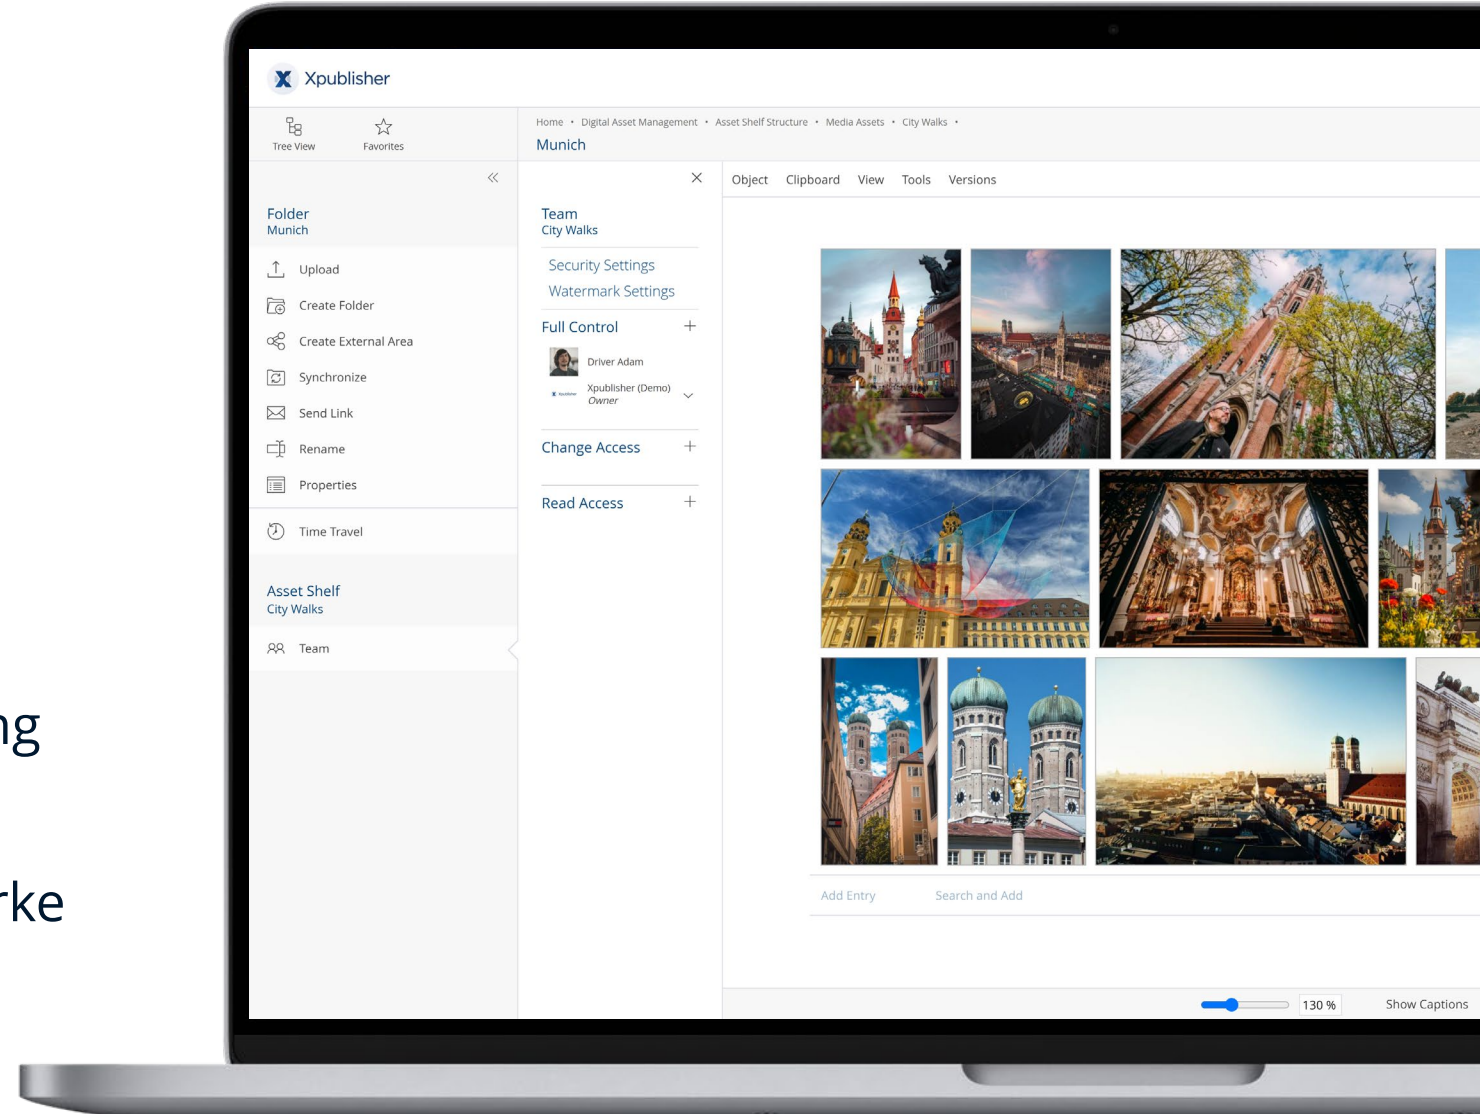 Xpublisher
Tree View
Favorites
Home • Digital Asset Management • Asset Shelf Structure • Media Assets • City Walks •
Munich
Folder
Munich
Upload
Create Folder
Create External Area
Synchronize
Send Link
Rename
Properties
Time Travel
Asset Shelf
City Walks
Team
Team
City Walks
Security Settings
Watermark Settings
Full Control
Driver Adam
Xpublisher
Xpublisher (Demo)
Owner
Change Access
Read Access
Object Clipboard View Tools Versions
Add Entry
Search and Add
130 %
Show Captions
ng
rke